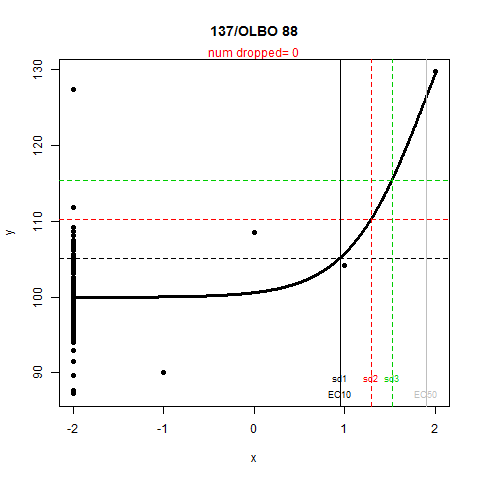 137/OLBO 88
num dropped= 0
130
120
110
100
90
y
sd1 sd2 sd3
EC10 EC50
-2 -1 0 1 2
x